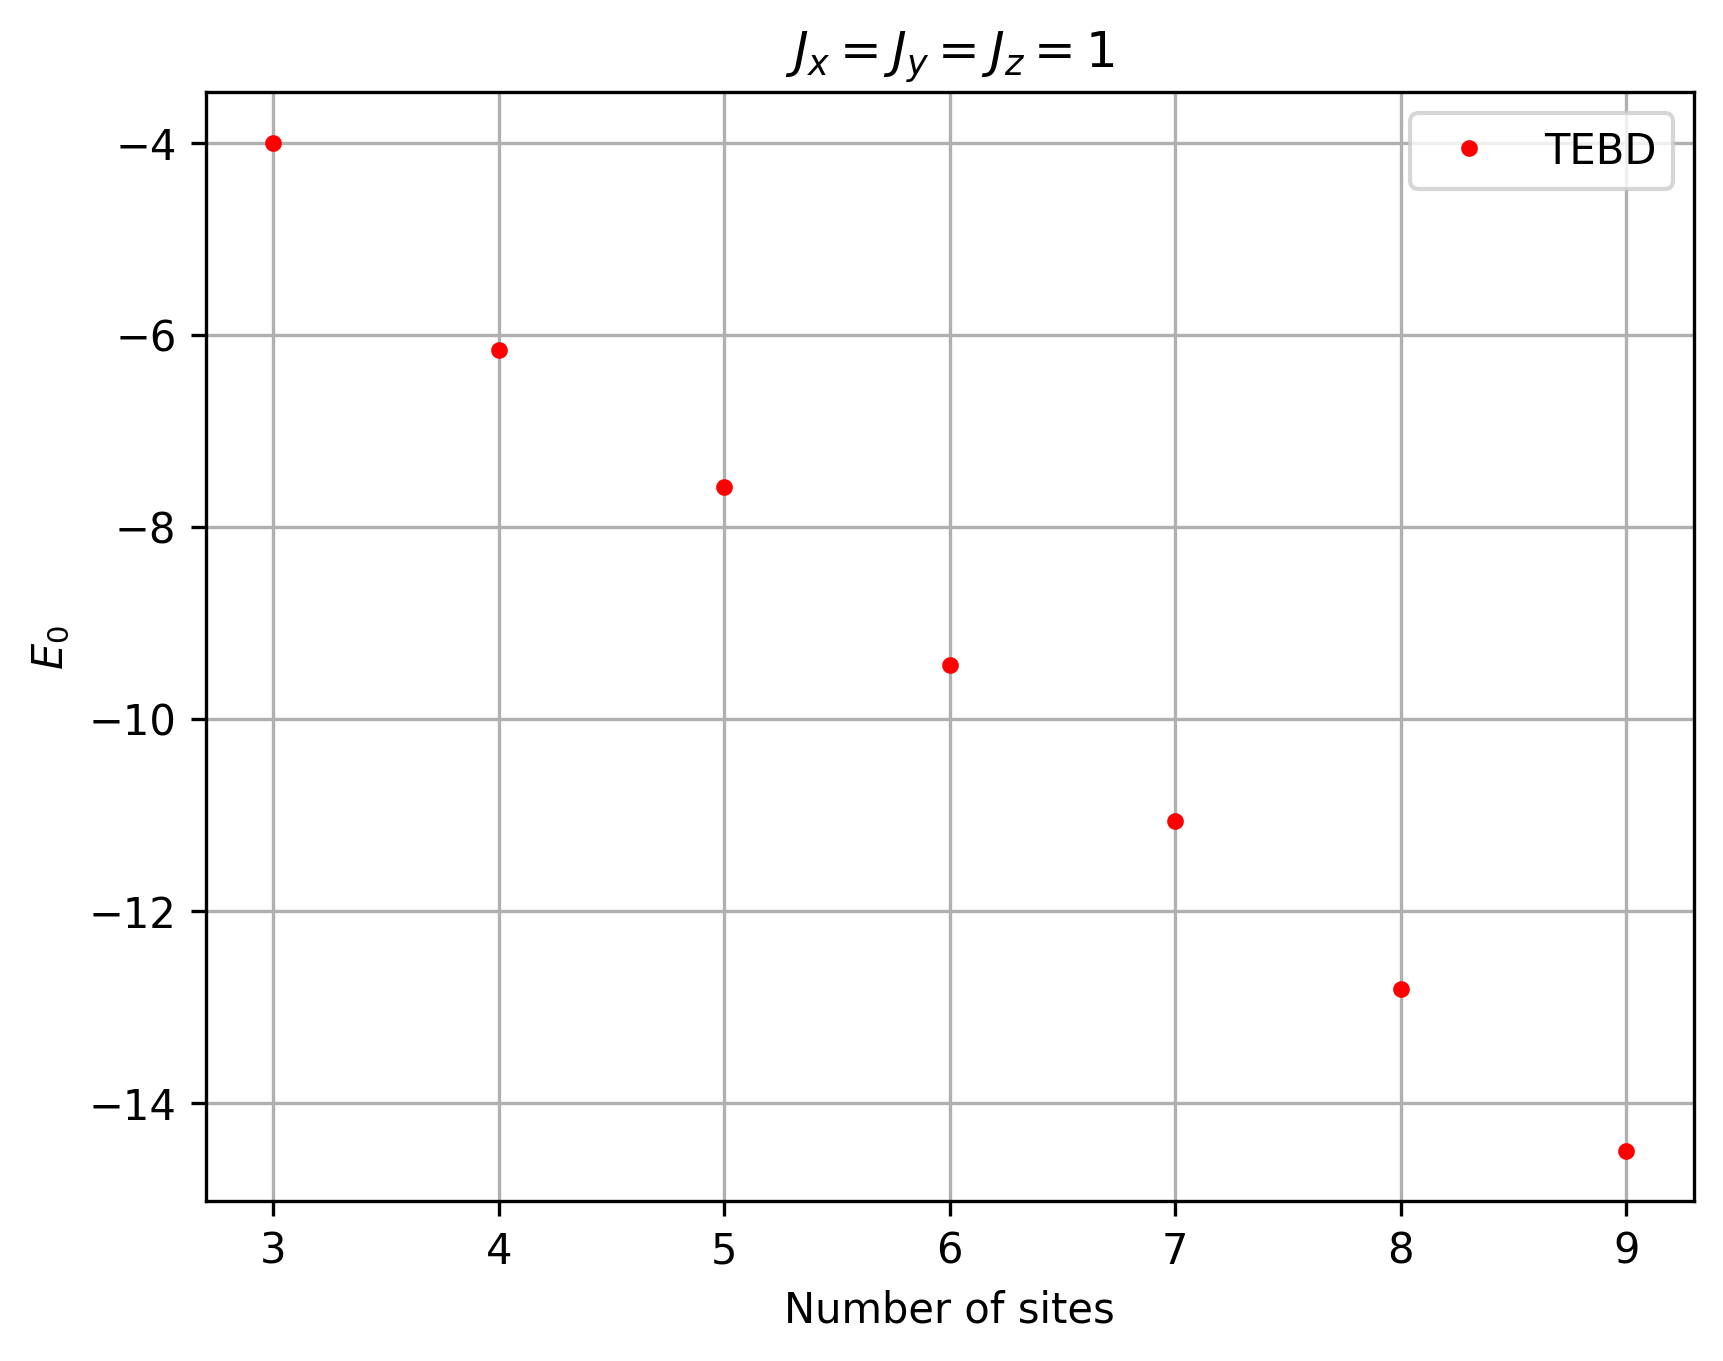 J_x = J_y = J_z = 1
TEBD
−4
−6
−8
−10
−12
−14
E_0
3 4 5 6 7 8 9
Number of sites